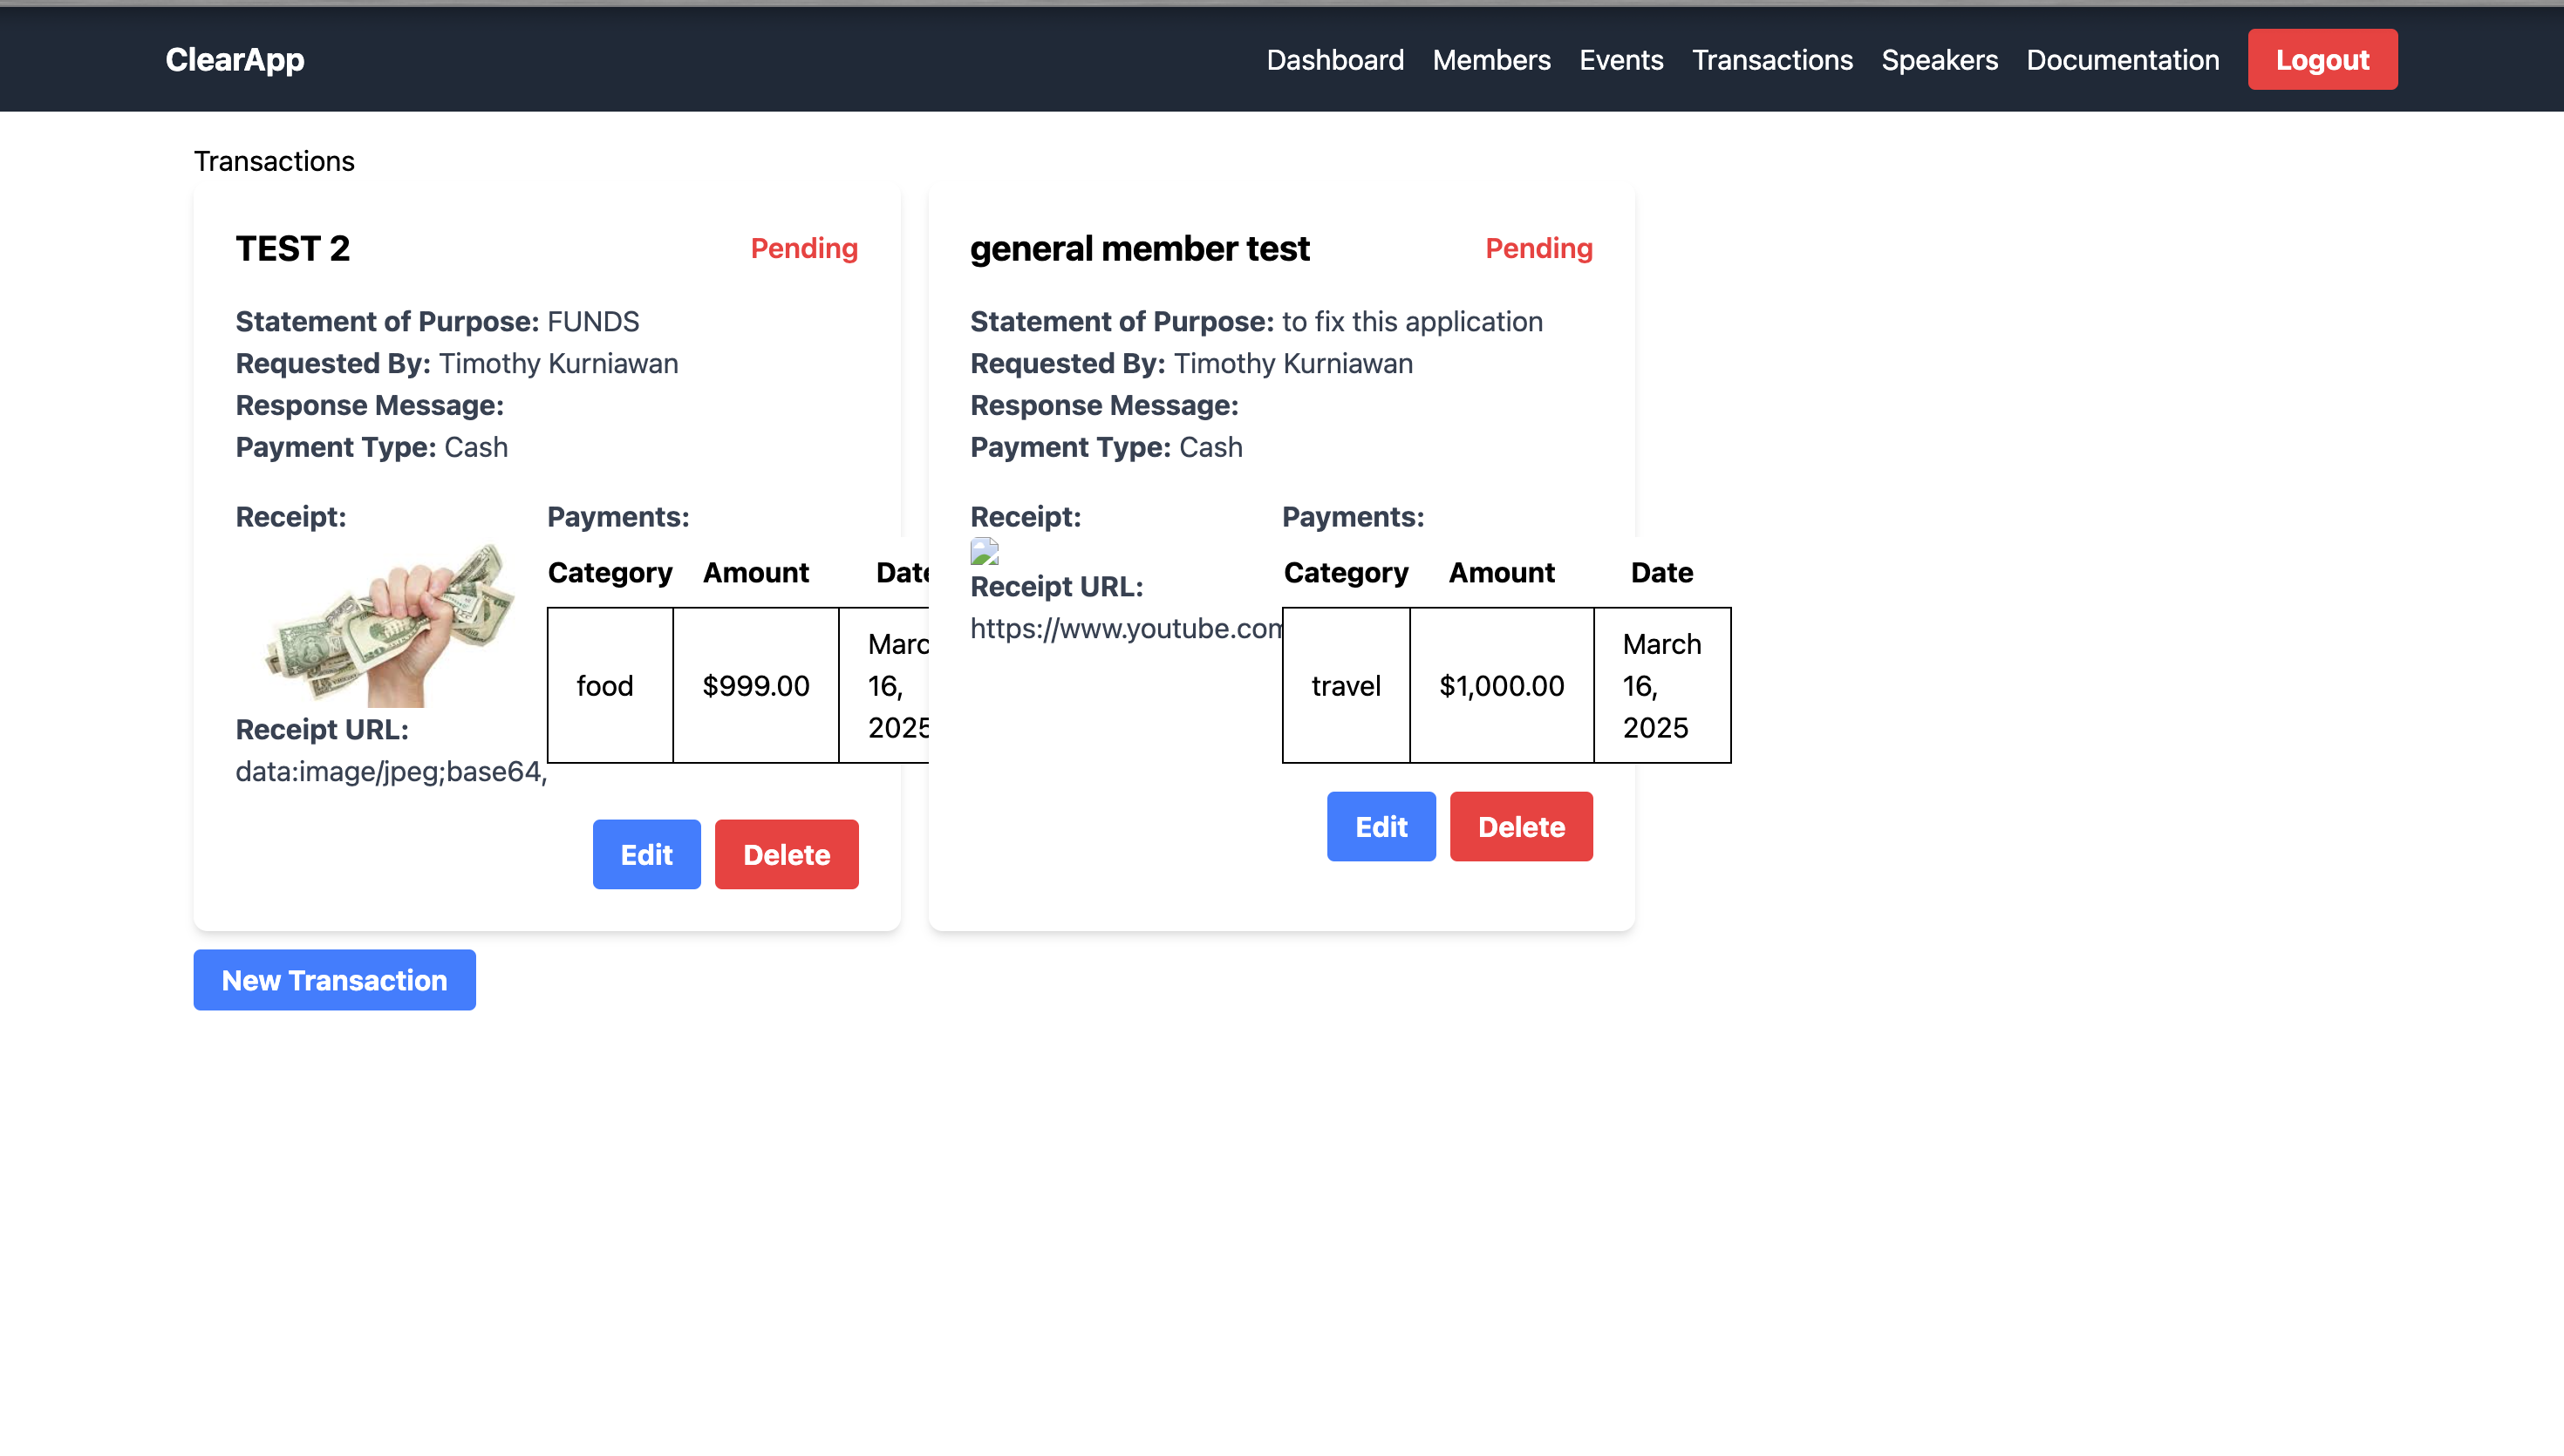 ClearApp
Dashboard Members Events Transactions Speakers Documentation Logout
Transactions
TEST 2 Pending
Statement of Purpose: FUNDS
Requested By: Timothy Kurniawan
Response Message:
Payment Type: Cash
Receipt: Payments:
Category Amount Date
food $999.00 Marc
16,
2025
Receipt URL:
data:image/jpeg;base64,
Edit Delete
general member test Pending
Statement of Purpose: to fix this application
Requested By: Timothy Kurniawan
Response Message:
Payment Type: Cash
Receipt: Payments:
Receipt URL:
https://www.youtube.com
Category Amount Date
travel $1,000.00 March
16,
2025
Edit Delete
New Transaction